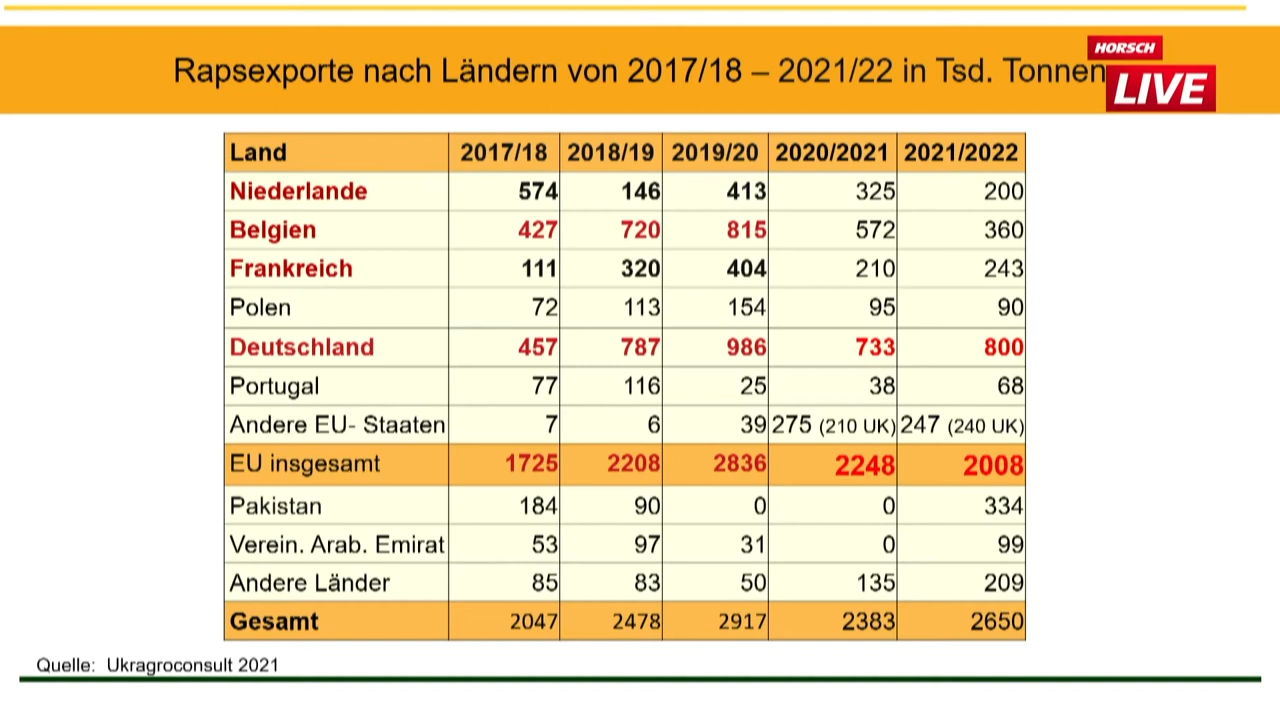 HORSCH
LIVE
Rapsexporte nach Ländern von 2017/18 – 2021/22 in Tsd. Tonnen
Land 2017/18 2018/19 2019/20 2020/2021 2021/2022
Niederlande 574 146 413 325 200
Belgien 427 720 815 572 360
Frankreich 111 320 404 210 243
Polen 72 113 154 95 90
Deutschland 457 787 986 733 800
Portugal 77 116 25 38 68
Andere EU- Staaten 7 6 39 275 (210 UK) 247 (240 UK)
EU insgesamt 1725 2208 2836 2248 2008
Pakistan 184 90 0 0 334
Verein. Arab. Emirat 53 97 31 0 99
Andere Länder 85 83 50 135 209
Gesamt 2047 2478 2917 2383 2650
Quelle: Ukragroconsult 2021